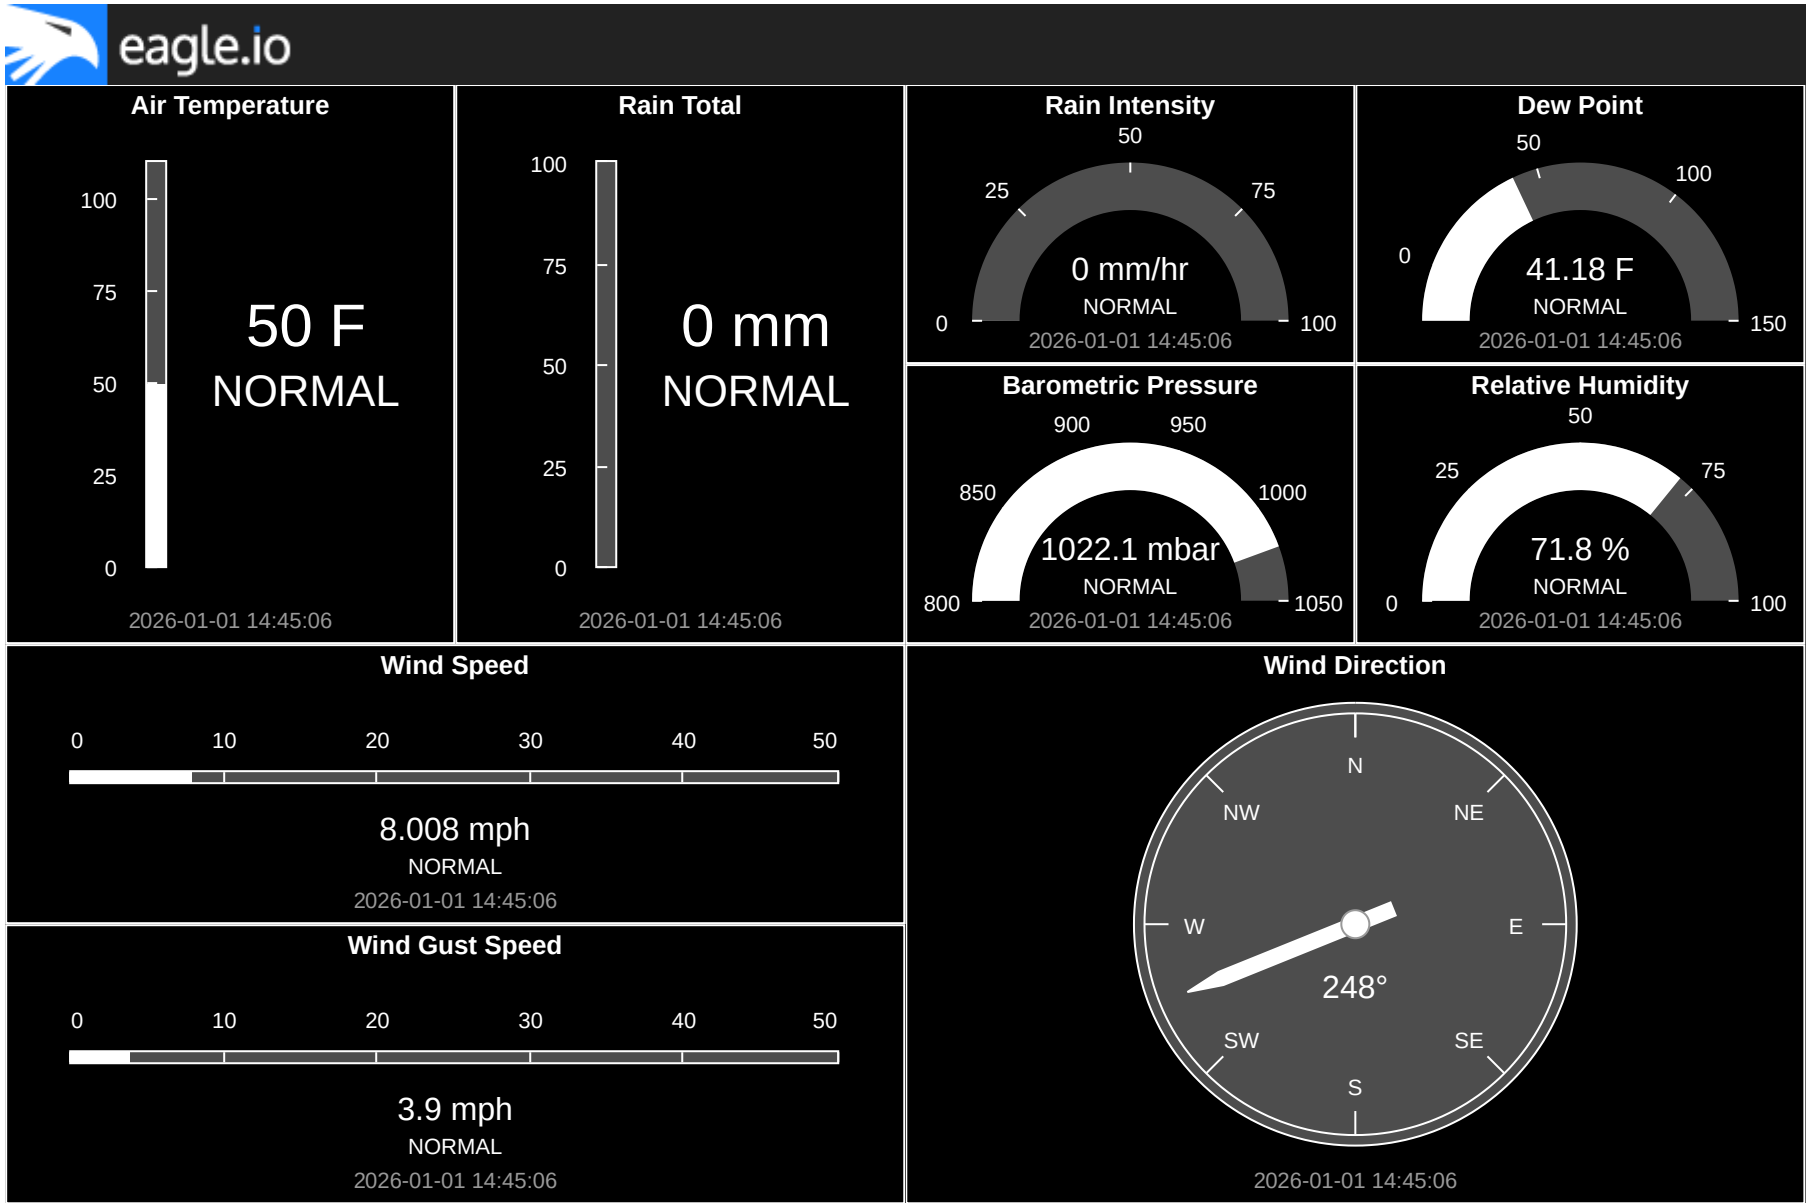 eagle.io
Air Temperature
100
75
50
25
0
50 F
NORMAL
2026-01-01 14:45:06
Rain Total
100
75
50
25
0
0 mm
NORMAL
2026-01-01 14:45:06
Rain Intensity
0
25
50
75
100
0 mm/hr
NORMAL
2026-01-01 14:45:06
Dew Point
0
50
100
150
41.18 F
NORMAL
2026-01-01 14:45:06
Barometric Pressure
800
850
900
950
1000
1050
1022.1 mbar
NORMAL
2026-01-01 14:45:06
Relative Humidity
0
25
50
75
100
71.8 %
NORMAL
2026-01-01 14:45:06
Wind Speed
0 10 20 30 40 50
8.008 mph
NORMAL
2026-01-01 14:45:06
Wind Gust Speed
0 10 20 30 40 50
3.9 mph
NORMAL
2026-01-01 14:45:06
Wind Direction
N
NW NE
W E
248°
SW SE
S
2026-01-01 14:45:06